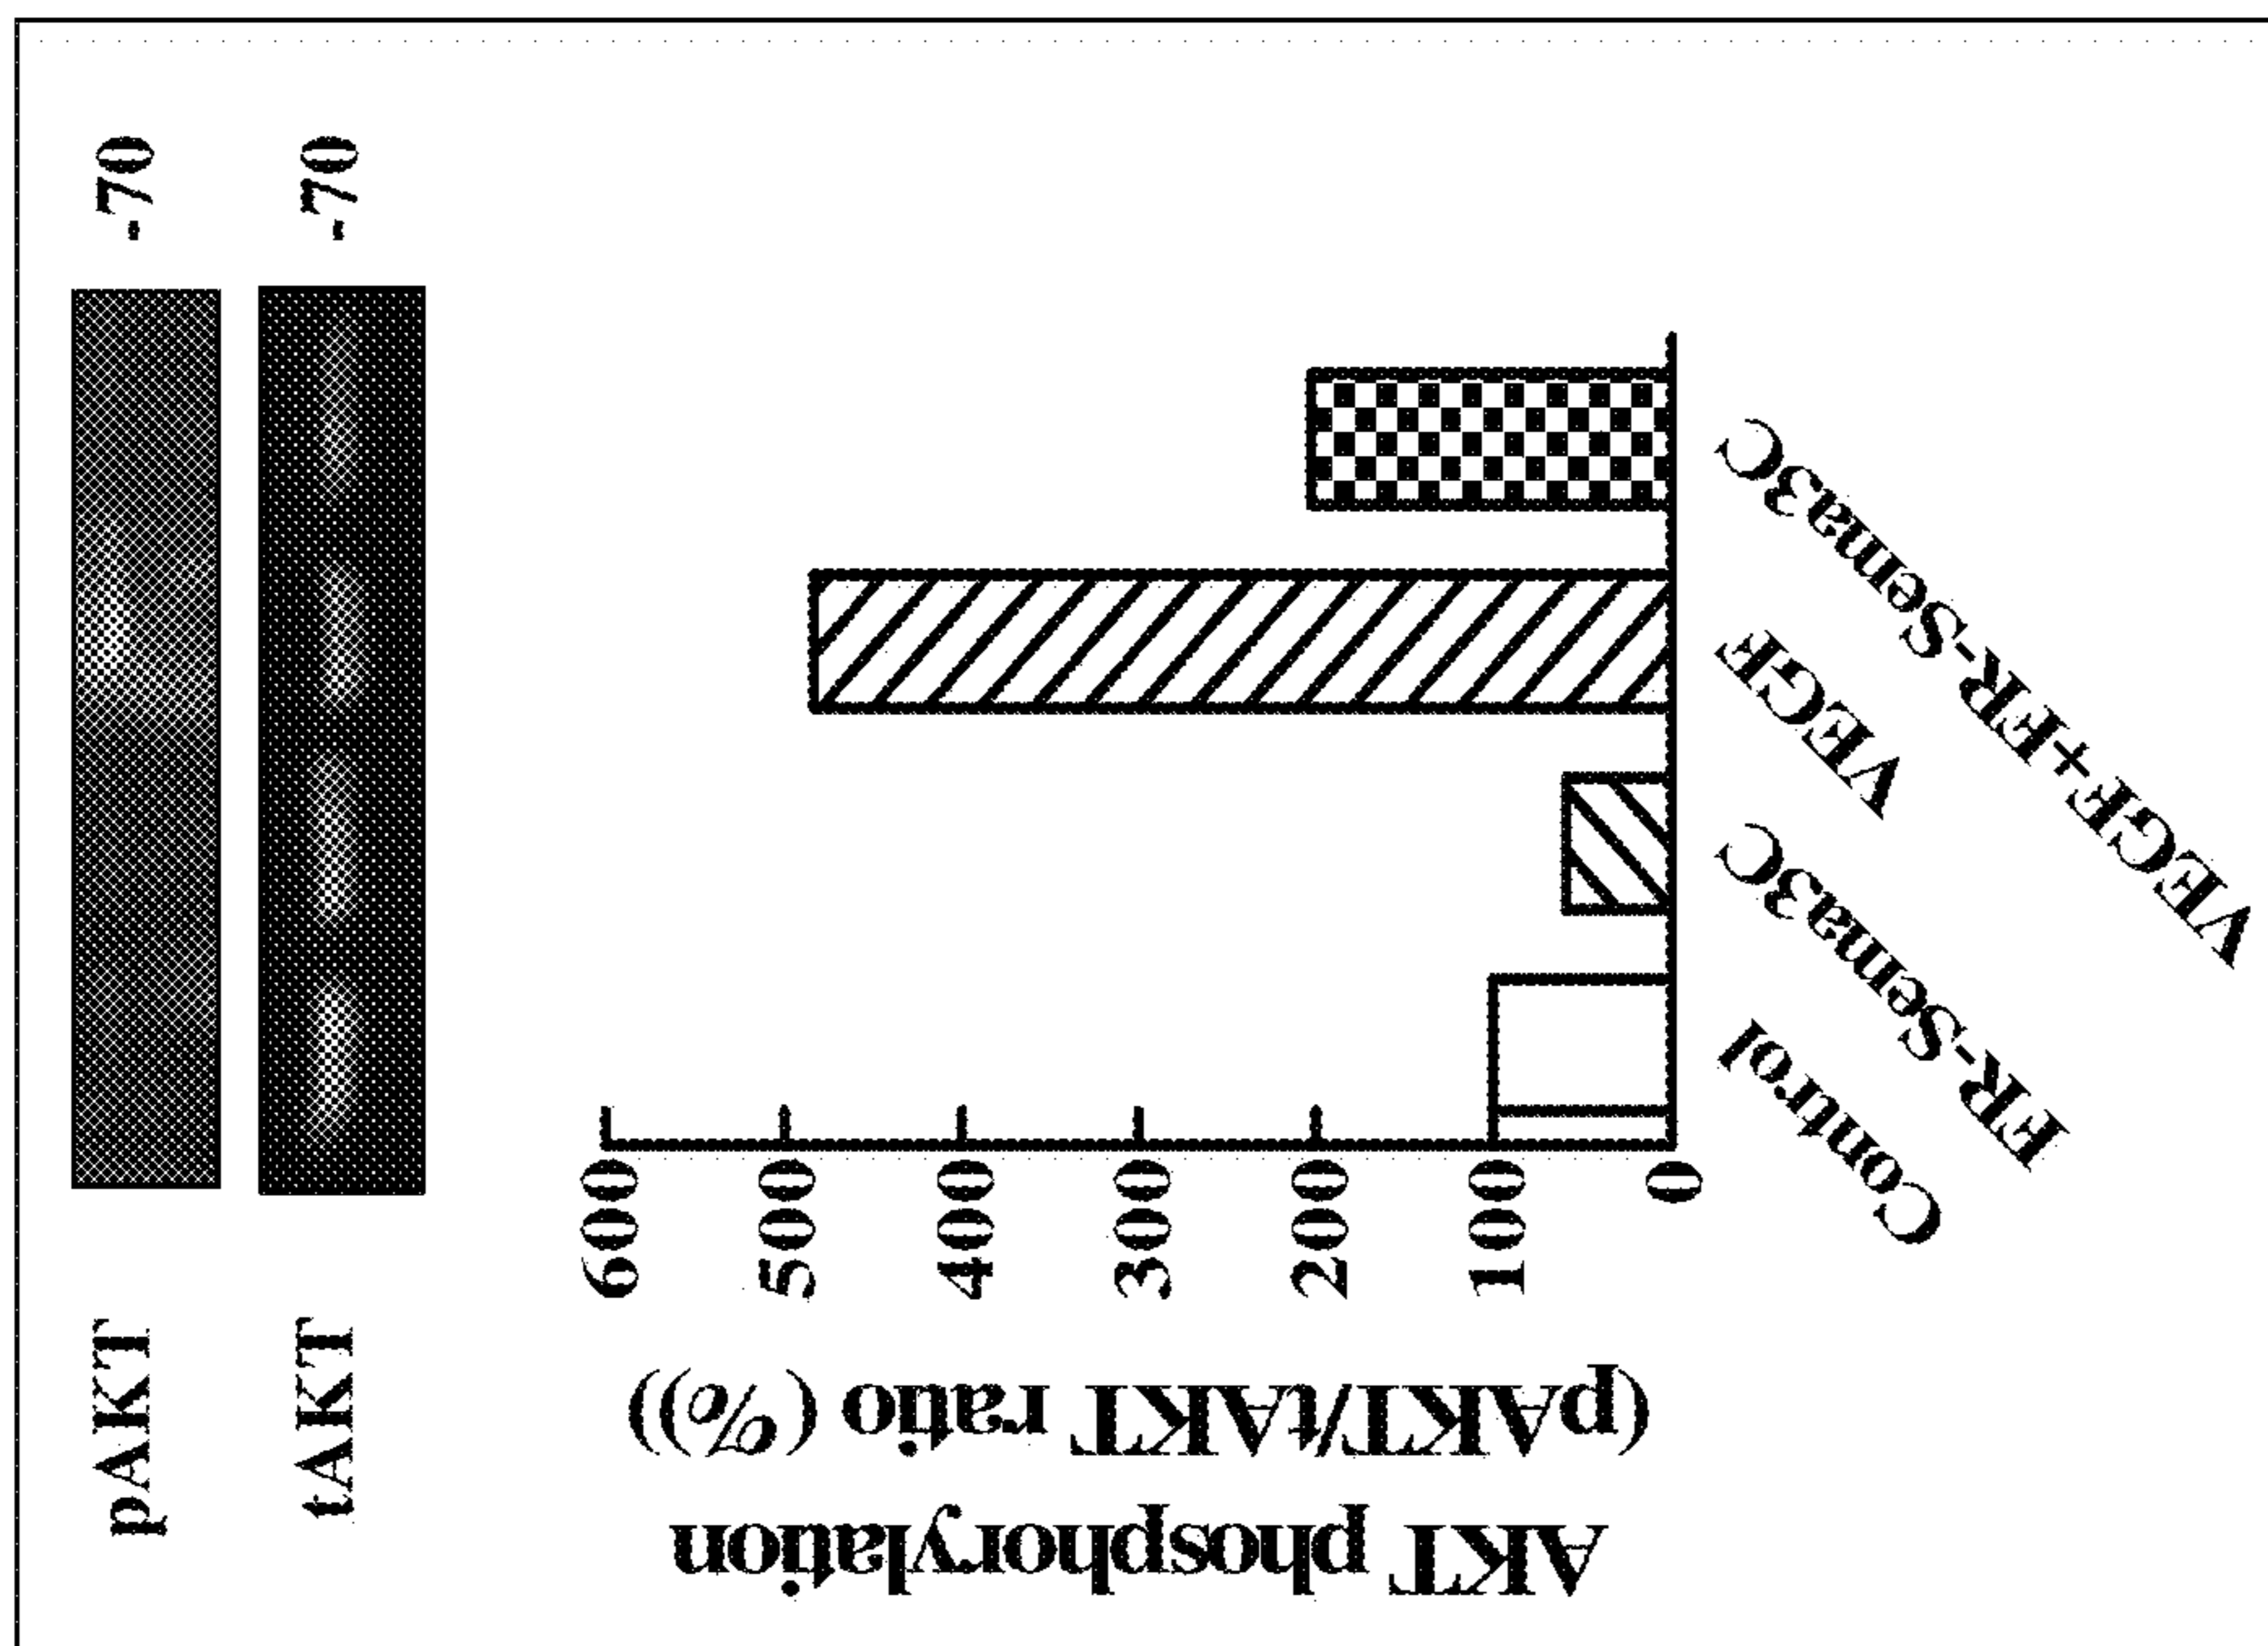 pAKT -70
tAKT -70
AKT phosphorylation
(pAKT/tAKT ratio (%))
600
500
400
300
200
100
0
Control
FR-Sema3C
VEGF
VEGF+FR-Sema3C